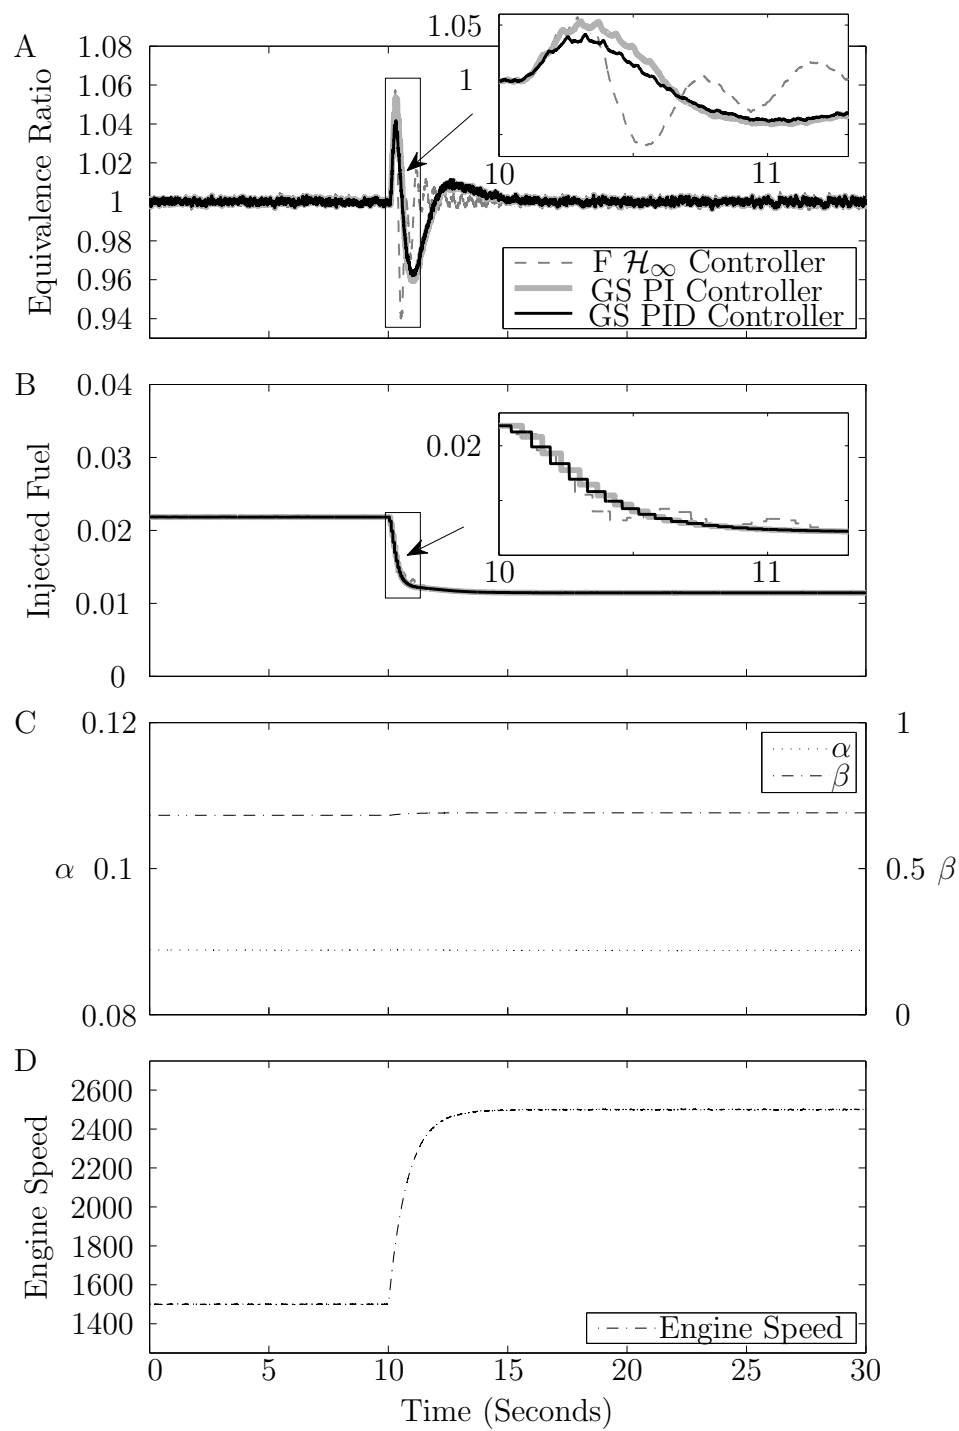 A
Equivalence Ratio
1.08
1.06
1.04
1.02
1
0.98
0.96
0.94
1.05
1
10
11
F ℋ∞ Controller
GS PI Controller
GS PID Controller
B
Injected Fuel
0.04
0.03
0.02
0.01
0
0.02
10
11
C
α
0.12
0.1
0.08
α
β
1
0.5
0
β
D
Engine Speed
2600
2400
2200
2000
1800
1600
1400
Engine Speed
0 5 10 15 20 25 30
Time (Seconds)